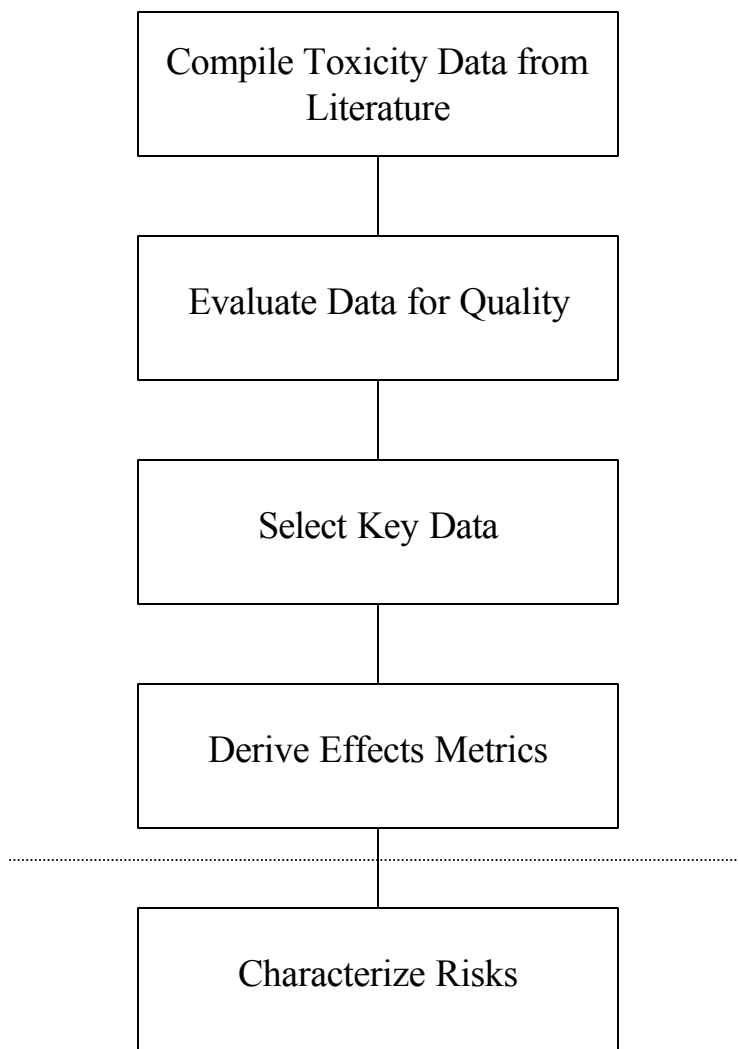 Compile Toxicity Data from
Literature
Evaluate Data for Quality
Select Key Data
Derive Effects Metrics
Characterize Risks